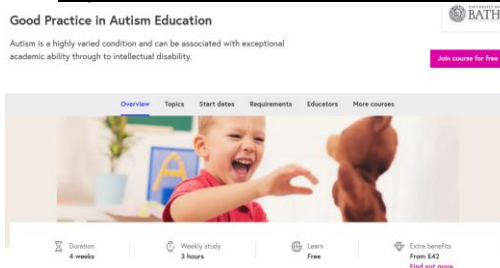 Good Practice in Autism Education
BATH
Autism is a highly varied condition and can be associated with exceptional
academic ability through to intellectual disability.
Join course for free
Overview Topics Start dates Requirements Educators More courses
A
Duration
4 weeks
Weekly study
3 hours
Learn
Free
Extra benefits
From £42
Find out more